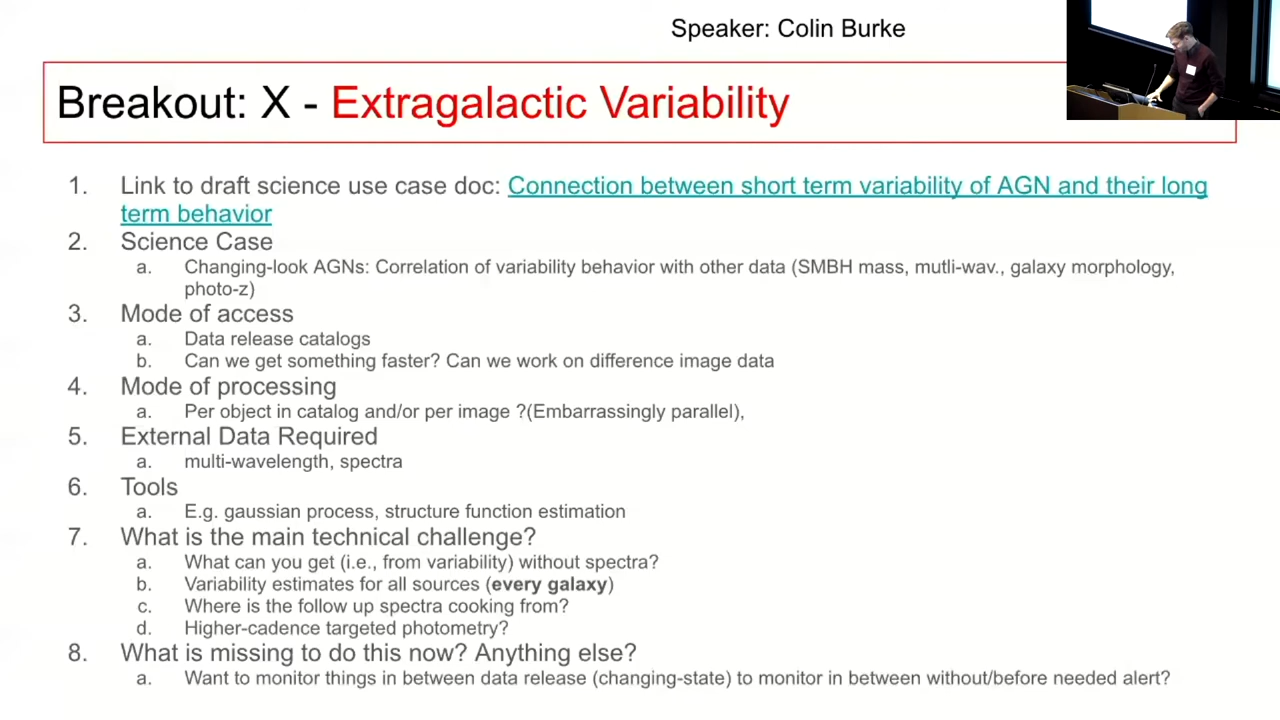 Speaker: Colin Burke
Breakout: X - Extragalactic Variability
1. Link to draft science use case doc: Connection between short term variability of AGN and their long
term behavior
2. Science Case
a. Changing-look AGNs: Correlation of variability behavior with other data (SMBH mass, mutli-wav., galaxy morphology,
photo-z)
3. Mode of access
a. Data release catalogs
b. Can we get something faster? Can we work on difference image data
4. Mode of processing
a. Per object in catalog and/or per image ?(Embarrassingly parallel),
5. External Data Required
a. multi-wavelength, spectra
6. Tools
a. E.g. gaussian process, structure function estimation
7. What is the main technical challenge?
a. What can you get (i.e., from variability) without spectra?
b. Variability estimates for all sources (every galaxy)
c. Where is the follow up spectra cooking from?
d. Higher-cadence targeted photometry?
8. What is missing to do this now? Anything else?
a. Want to monitor things in between data release (changing-state) to monitor in between without/before needed alert?